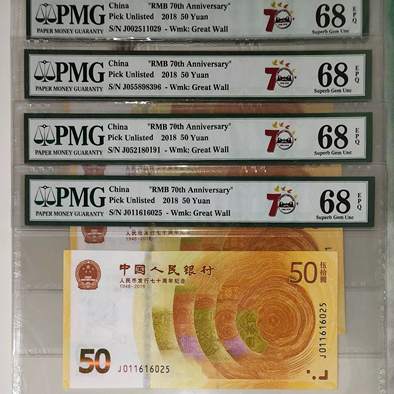 PMG
PAPER MONEY GUARANTY
China "RMB 70th Anniversary"
Pick Unlisted 2018 50 Yuan
S/N J002511029 - Wmk: Great Wall
70
68 EPQ
Superb Gem Unc
PMG
PAPER MONEY GUARANTY
China "RMB 70th Anniversary"
Pick Unlisted 2018 50 Yuan
S/N J055898396 - Wmk: Great Wall
70
68 EPQ
Superb Gem Unc
PMG
PAPER MONEY GUARANTY
China "RMB 70th Anniversary"
Pick Unlisted 2018 50 Yuan
S/N J052180191 - Wmk: Great Wall
70
68 EPQ
Superb Gem Unc
PMG
PAPER MONEY GUARANTY
China "RMB 70th Anniversary"
Pick Unlisted 2018 50 Yuan
S/N J011616025 - Wmk: Great Wall
70
68 EPQ
Superb Gem Unc
中国人民银行
人民币发行七十周年纪念
1948-2018
50 伍拾圆
50
J011616025
J011616025